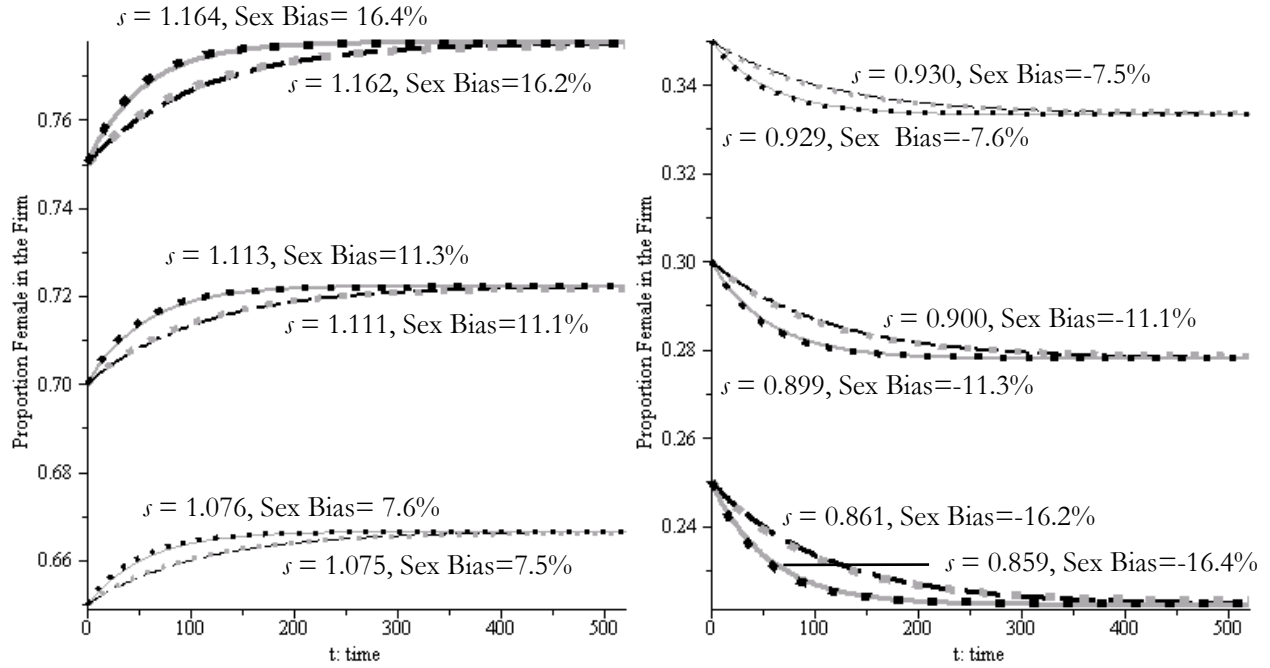 s = 1.164, Sex Bias= 16.4%
s = 1.162, Sex Bias=16.2%
0.76
0.74
s = 1.113, Sex Bias=11.3%
0.72
s = 1.111, Sex Bias=11.1%
0.70
0.68
s = 1.076, Sex Bias= 7.6%
0.66
s = 1.075, Sex Bias=7.5%
Proportion Female in the Firm
0
100
200
300
400
500
t: time
s = 0.930, Sex Bias=-7.5%
0.34
s = 0.929, Sex Bias=-7.6%
0.32
0.30
s = 0.900, Sex Bias=-11.1%
0.28
s = 0.899, Sex Bias=-11.3%
0.26
s = 0.861, Sex Bias=-16.2%
0.24
s = 0.859, Sex Bias=-16.4%
Proportion Female in the Firm
0
100
200
300
400
500
t: time